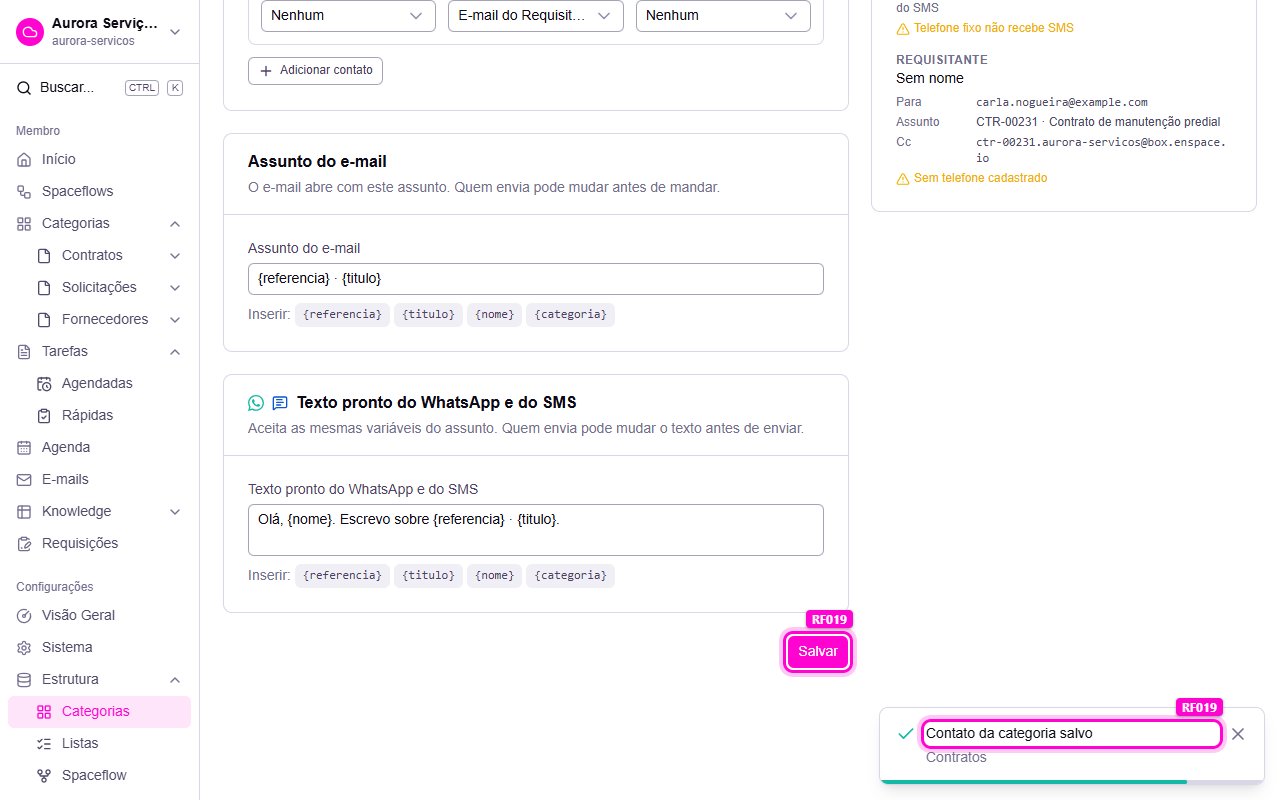 Aurora Serviç...
aurora-servicos
Buscar...
CTRL K
Membro
Início
Spaceflows
Categorias
Contratos
Solicitações
Fornecedores
Tarefas
Agendadas
Rápidas
Agenda
E-mails
Knowledge
Requisições
Configurações
Visão Geral
Sistema
Estrutura
Categorias
Listas
Spaceflow
Nenhum
E-mail do Requisit...
Nenhum
Adicionar contato
Assunto do e-mail
O e-mail abre com este assunto. Quem envia pode mudar antes de mandar.
Assunto do e-mail
{referencia} · {titulo}
Inserir: {referencia} {titulo} {nome} {categoria}
Texto pronto do WhatsApp e do SMS
Aceita as mesmas variáveis do assunto. Quem envia pode mudar o texto antes de enviar.
Texto pronto do WhatsApp e do SMS
Olá, {nome}. Escrevo sobre {referencia} · {titulo}.
Inserir: {referencia} {titulo} {nome} {categoria}
RF019
Salvar
do SMS
Telefone fixo não recebe SMS
REQUISITANTE
Sem nome
Para carla.nogueira@example.com
Assunto CTR-00231 · Contrato de manutenção predial
Cc ctr-00231.aurora-servicos@box.enspace.
io
Sem telefone cadastrado
RF019
Contato da categoria salvo
Contratos